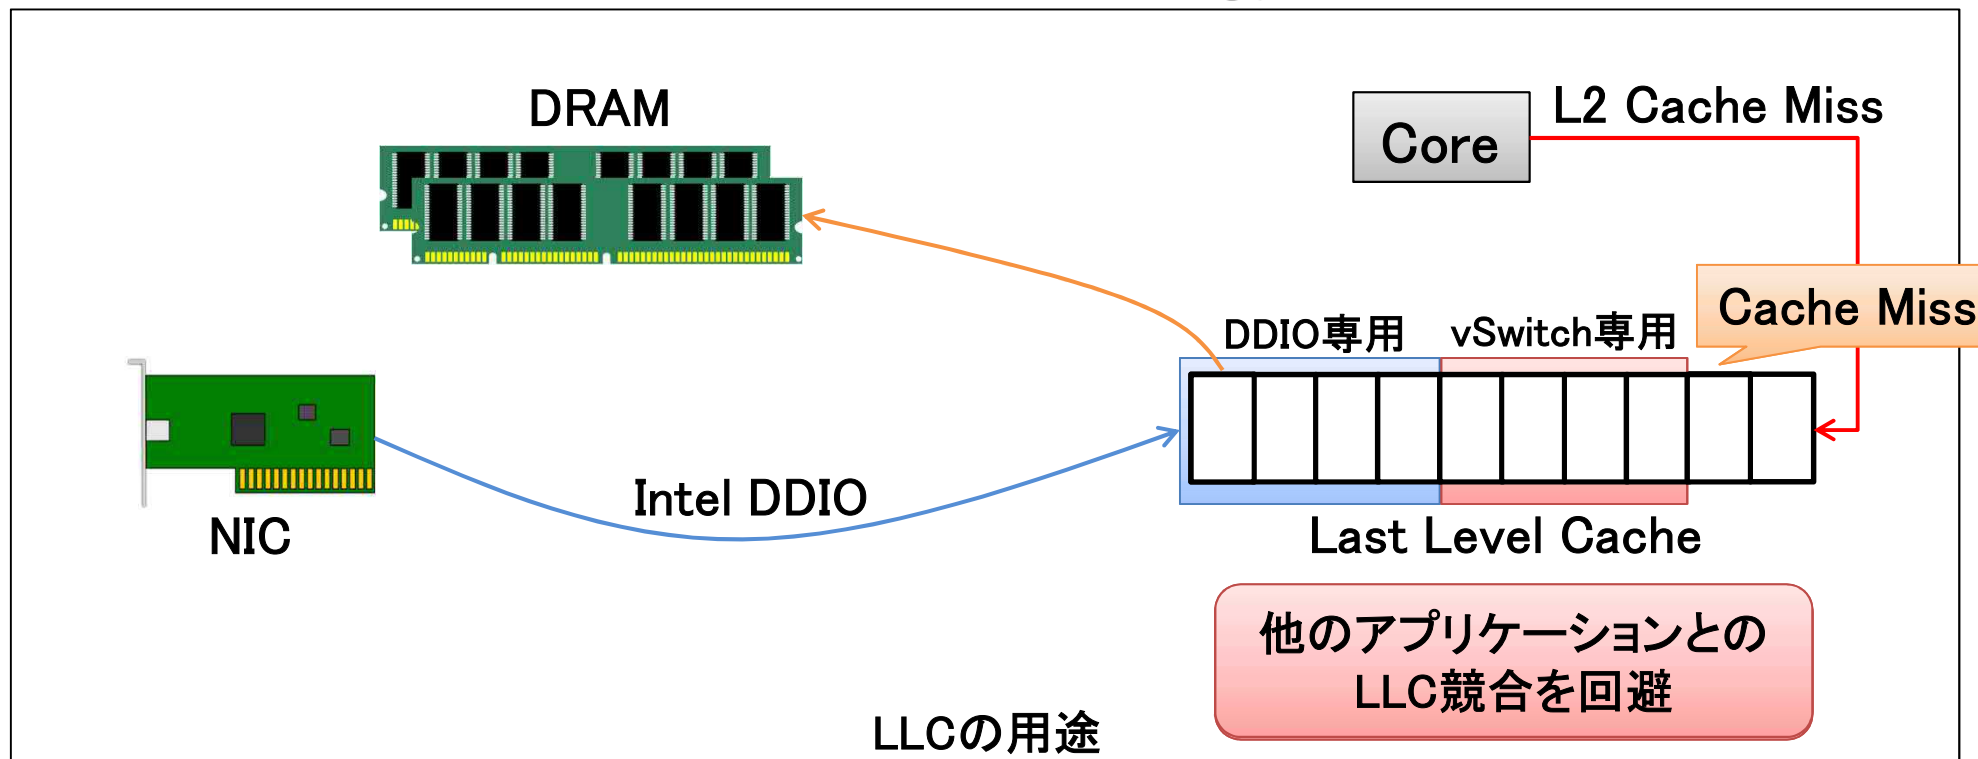 DRAM
Core
L2 Cache Miss
Cache Miss
DDIO専用
vSwitch専用
Intel DDIO
NIC
Last Level Cache
他のアプリケーションとの
LLC競合を回避
LLCの用途